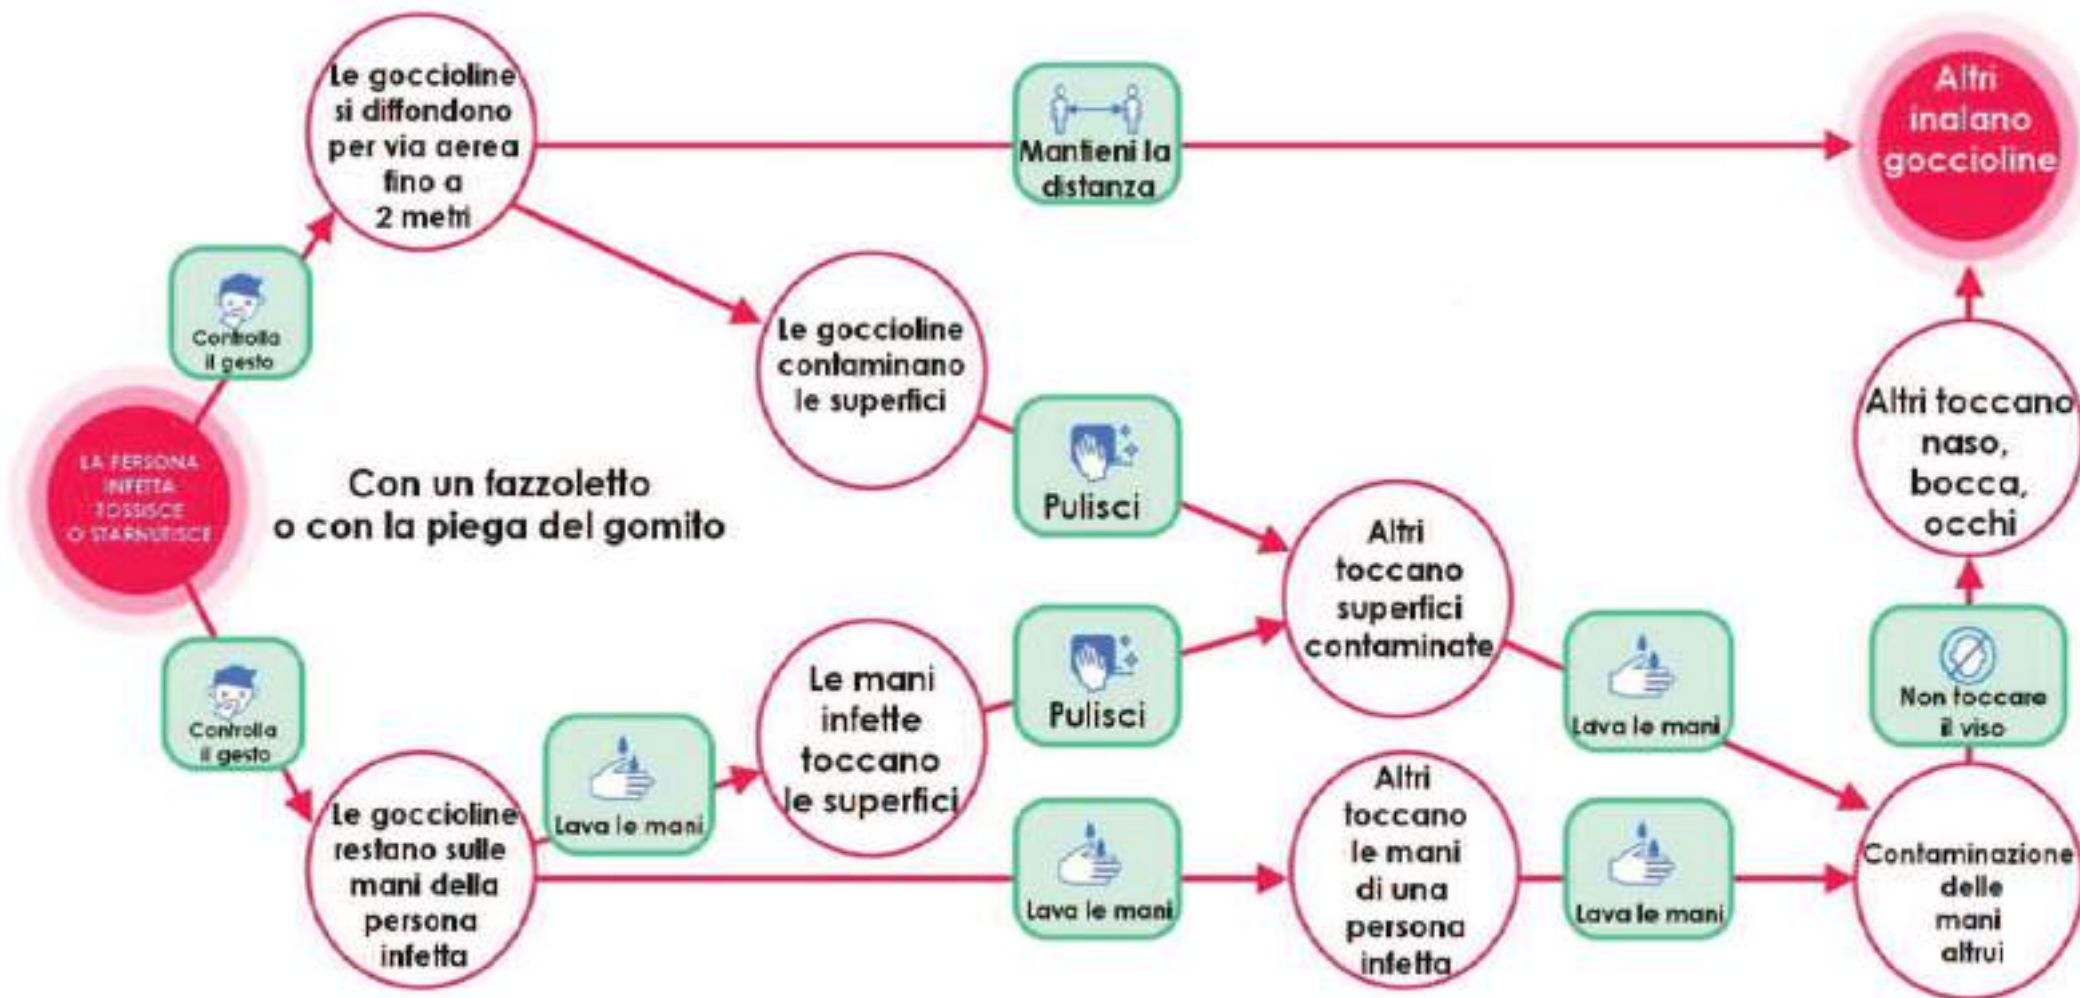 Le goccioline
si diffondono
per via aerea
fino a
2 metri
Mantieni la
distanza
Altri
inalano
goccioline
Controlla
il gesto
Le goccioline
contaminano
le superfici
Altri toccano
naso,
bocca,
occhi
LA PERSONA
INFETTA
TOSSISCE
O STARNUTISCE
Con un fazzoletto
o con la piega del gomito
Pulisci
Altri
toccano
superfici
contaminate
Controlla
il gesto
Le mani
infette
toccano
le superfici
Pulisci
Lava le mani
Non toccare
il viso
Le goccioline
restano sulle
mani della
persona
infetta
Lava le mani
Lava le mani
Altri
toccano
le mani
di una
persona
infetta
Lava le mani
Contaminazione
delle
mani
altrui